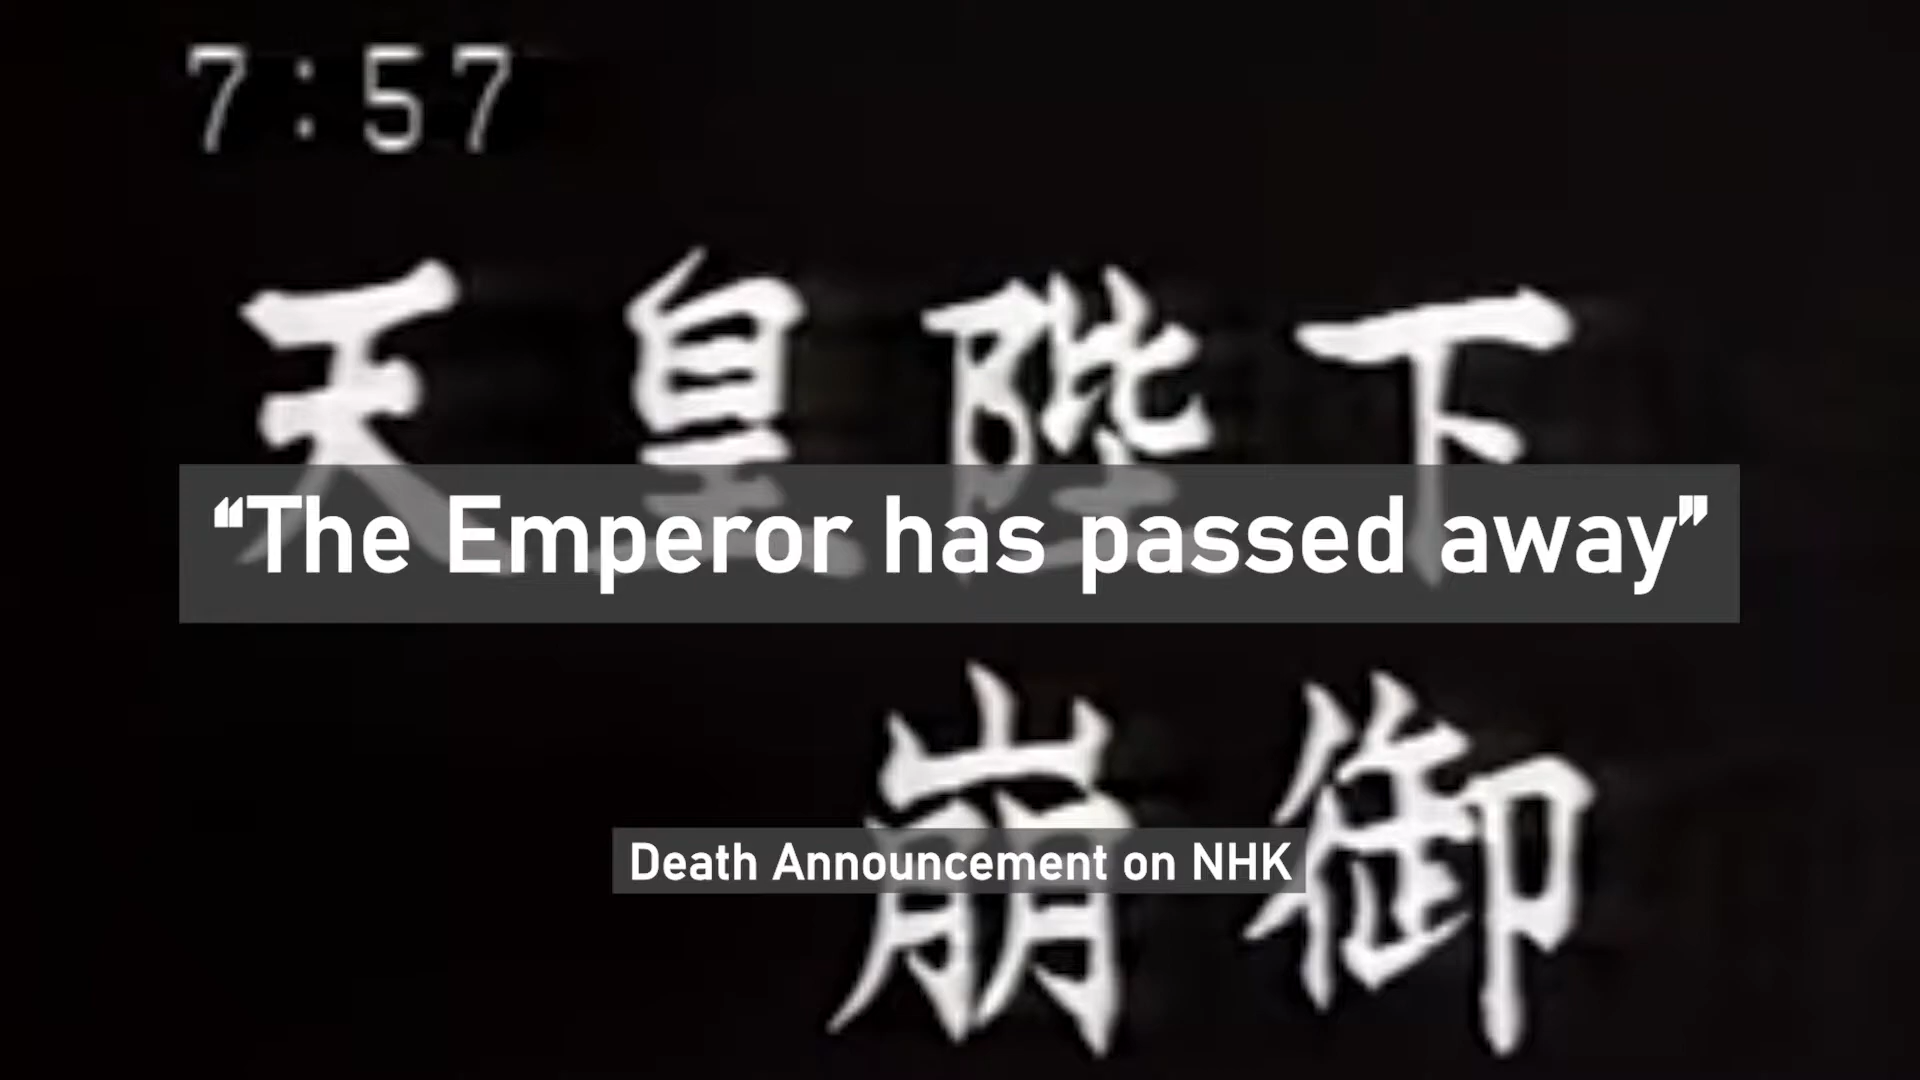 7:57
天皇陛下
“The Emperor has passed away”
崩御
Death Announcement on NHK